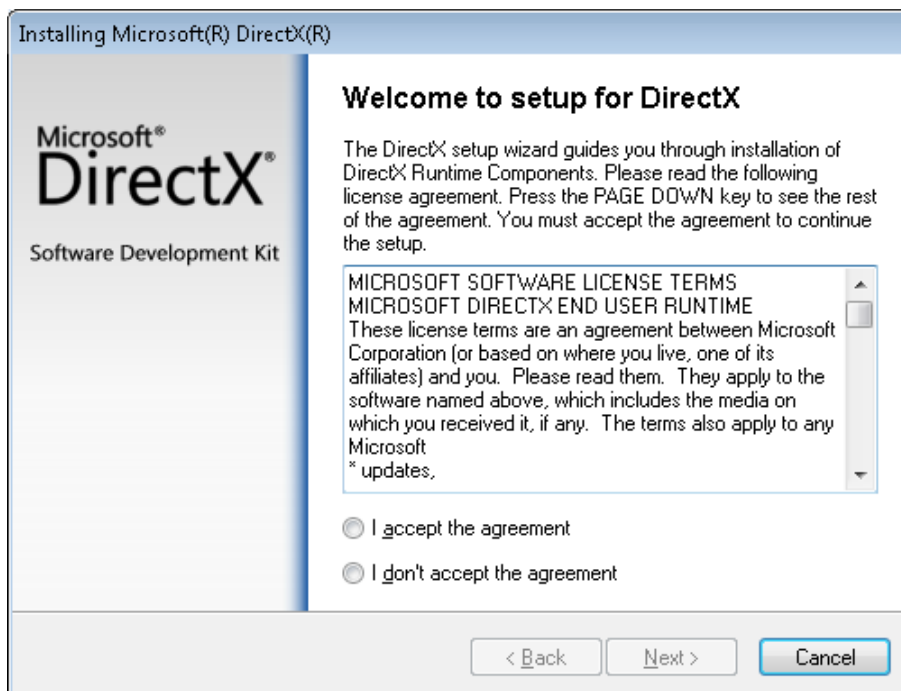 Installing Microsoft(R) DirectX(R)
Microsoft®
DirectX®
Software Development Kit
Welcome to setup for DirectX
The DirectX setup wizard guides you through installation of
DirectX Runtime Components. Please read the following
license agreement. Press the PAGE DOWN key to see the rest
of the agreement. You must accept the agreement to continue
the setup.
MICROSOFT SOFTWARE LICENSE TERMS
MICROSOFT DIRECTX END USER RUNTIME
These license terms are an agreement between Microsoft
Corporation (or based on where you live, one of its
affiliates) and you.  Please read them.  They apply to the
software named above, which includes the media on
which you received it, if any.  The terms also apply to any
Microsoft
* updates,
I accept the agreement
I don't accept the agreement
< Back
Next >
Cancel